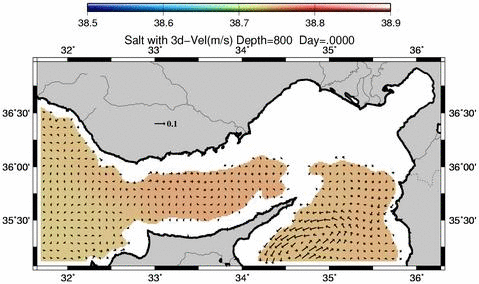 38.5 38.6 38.7 38.8 38.9
Salt with 3d-Vel(m/s) Depth=800 Day=.0000
32˚ 33˚ 34˚ 35˚ 36˚
36˚30' 36˚30'
0.1
36˚00' 36˚00'
35˚30' 35˚30'
32˚ 33˚ 34˚ 35˚ 36˚